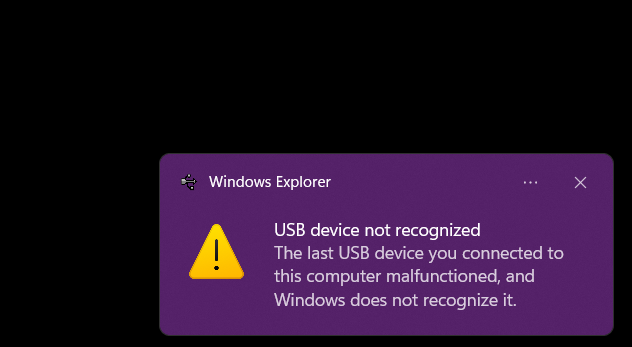 Windows Explorer
USB device not recognized
The last USB device you connected to
this computer malfunctioned, and
Windows does not recognize it.